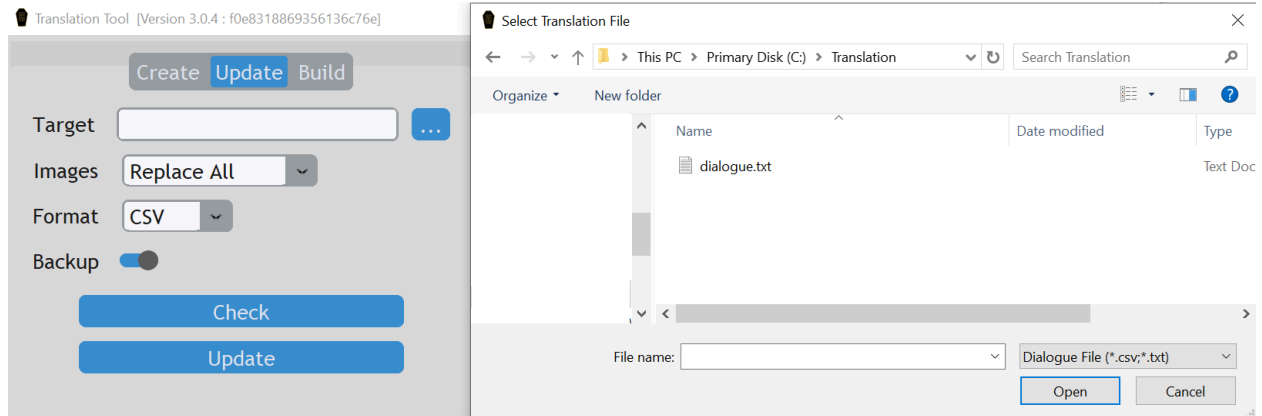 Translation Tool [Version 3.0.4 : f0e8318869356136c76e]
Create Update Build
Target ...
Images Replace All
Format CSV
Backup
Check
Update
Select Translation File
This PC > Primary Disk (C:) > Translation
Search Translation
Organize New folder
?
Name Date modified Type
dialogue.txt Text Doc
File name: Dialogue File (*.csv;*.txt)
Open Cancel